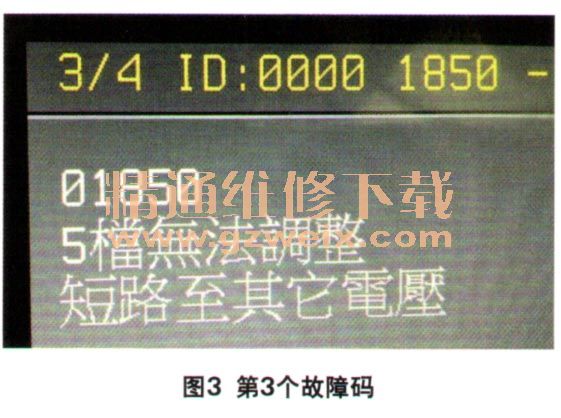 3/4 ID:0000 1850 -
01850
精通维修下载
5檔無法調整
www.gzweix.com
短路至其它電壓
图3 第3个故障码